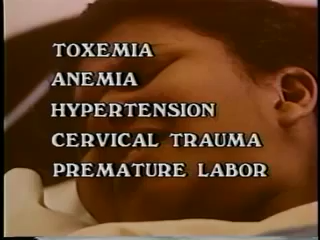 TOXEMIA
ANEMIA
HYPERTENSION
CERVICAL TRAUMA
PREMATURE LABOR